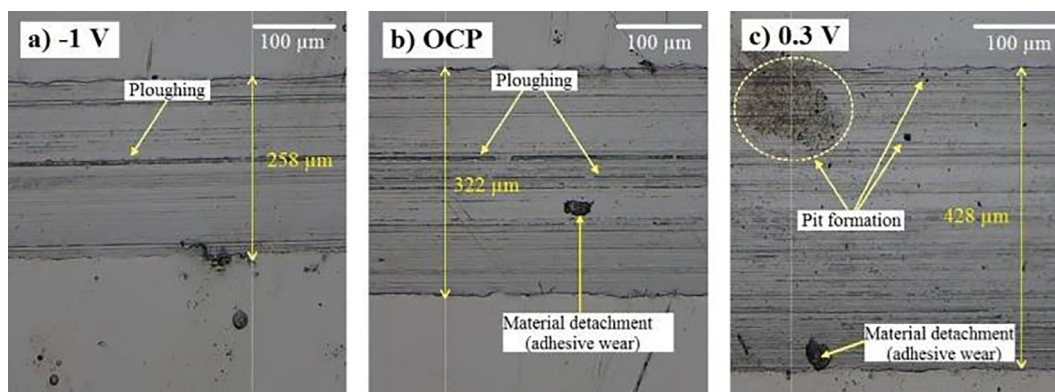 a) -1 V
100 µm
Ploughing
258 µm
b) OCP
100 µm
Ploughing
322 µm
Material detachment
(adhesive wear)
c) 0.3 V
100 µm
Pit formation
428 µm
Material detachment
(adhesive wear)